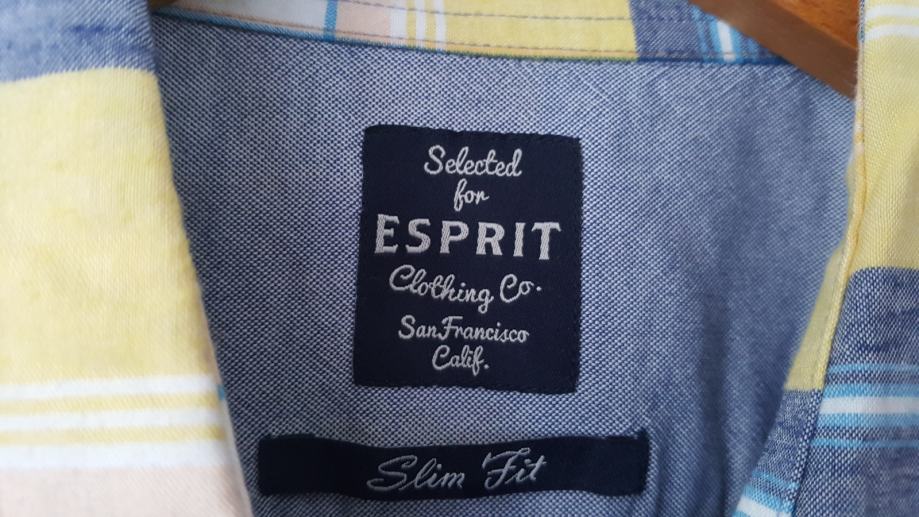 Selected
for
ESPRIT
Clothing Co.
San Francisco
Calif.
Slim Fit